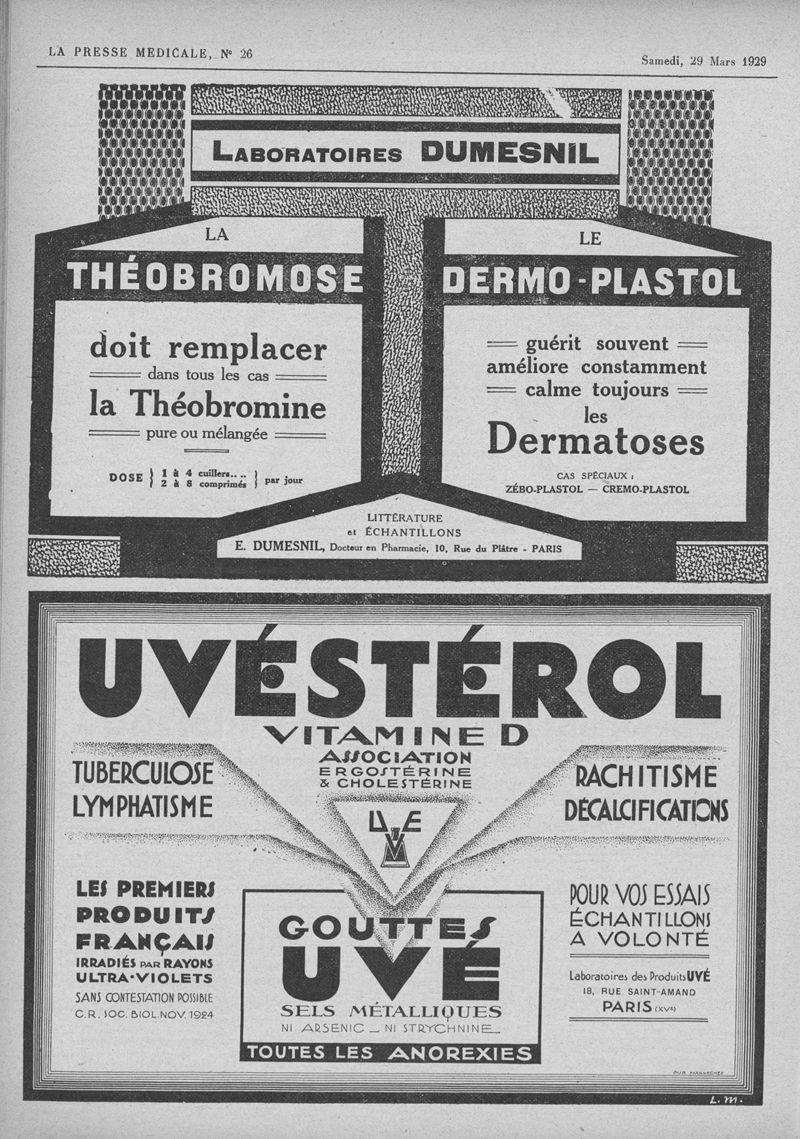 LA PRESSE MEDICALE, Nº 26
Samedi, 29 Mars 1929
LABORATOIRES DUMESNIL
LA
THÉOBROMOSE
doit remplacer
dans tous les cas
la Théobromine
pure ou mélangée
DOSE { 1 à 4 cuillers.. .. } par jour
2 à 8 comprimés
LE
DERMO-PLASTOL
guérit souvent
améliore constamment
calme toujours
les
Dermatoses
CAS SPÉCIAUX :
ZÉBO-PLASTOL — CREMO-PLASTOL
LITTÉRATURE
et ÉCHANTILLONS
E. DUMESNIL, Docteur en Pharmacie, 10, Rue du Plâtre - PARIS
UVÉSTÉROL
VITAMINE D
ASSOCIATION
ERGOSTÉRINE
& CHOLESTÉRINE
TUBERCULOSE
LYMPHATISME
RACHITISME
DÉCALCIFICATIONS
UVE
LES PREMIERS
PRODUITS
FRANÇAIS
IRRADIÉS PAR RAYONS
ULTRA-VIOLETS
SANS CONTESTATION POSSIBLE
C.R. SOC. BIOL. NOV. 1924
GOUTTES
UVÉ
SELS MÉTALLIQUES
NI ARSENIC _ NI STRYCHNINE_
TOUTES LES ANOREXIES
POUR VOS ESSAIS
ÉCHANTILLONS
A VOLONTÉ
Laboratoires des Produits UVÉ
18, RUE SAINT-AMAND
PARIS (XVe)
L. M.